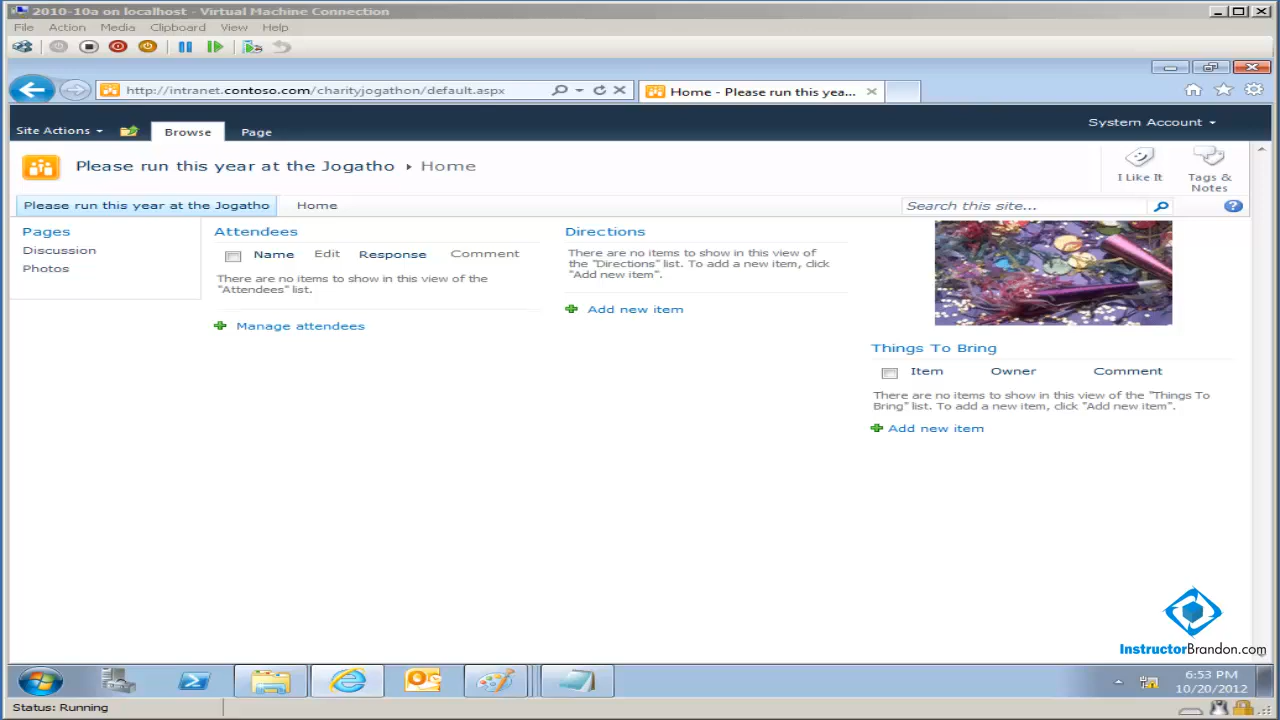 2010-10a on localhost - Virtual Machine Connection
File Action Media Clipboard View Help
http://intranet.contoso.com/charityjogathon/default.aspx
Home - Please run this yea...
Site Actions
Browse
Page
System Account
Please run this year at the Jogatho
Home
I Like It
Tags &
Notes
Please run this year at the Jogatho
Home
Search this site...
Pages
Discussion
Photos
Attendees
Name Edit Response Comment
There are no items to show in this view of the
"Attendees" list.
Manage attendees
Directions
There are no items to show in this view of
the "Directions" list. To add a new item, click
"Add new item".
Add new item
Things To Bring
Item Owner Comment
There are no items to show in this view of the "Things To
Bring" list. To add a new item, click "Add new item".
Add new item
InstructorBrandon.com
6:53 PM
10/20/2012
Status: Running